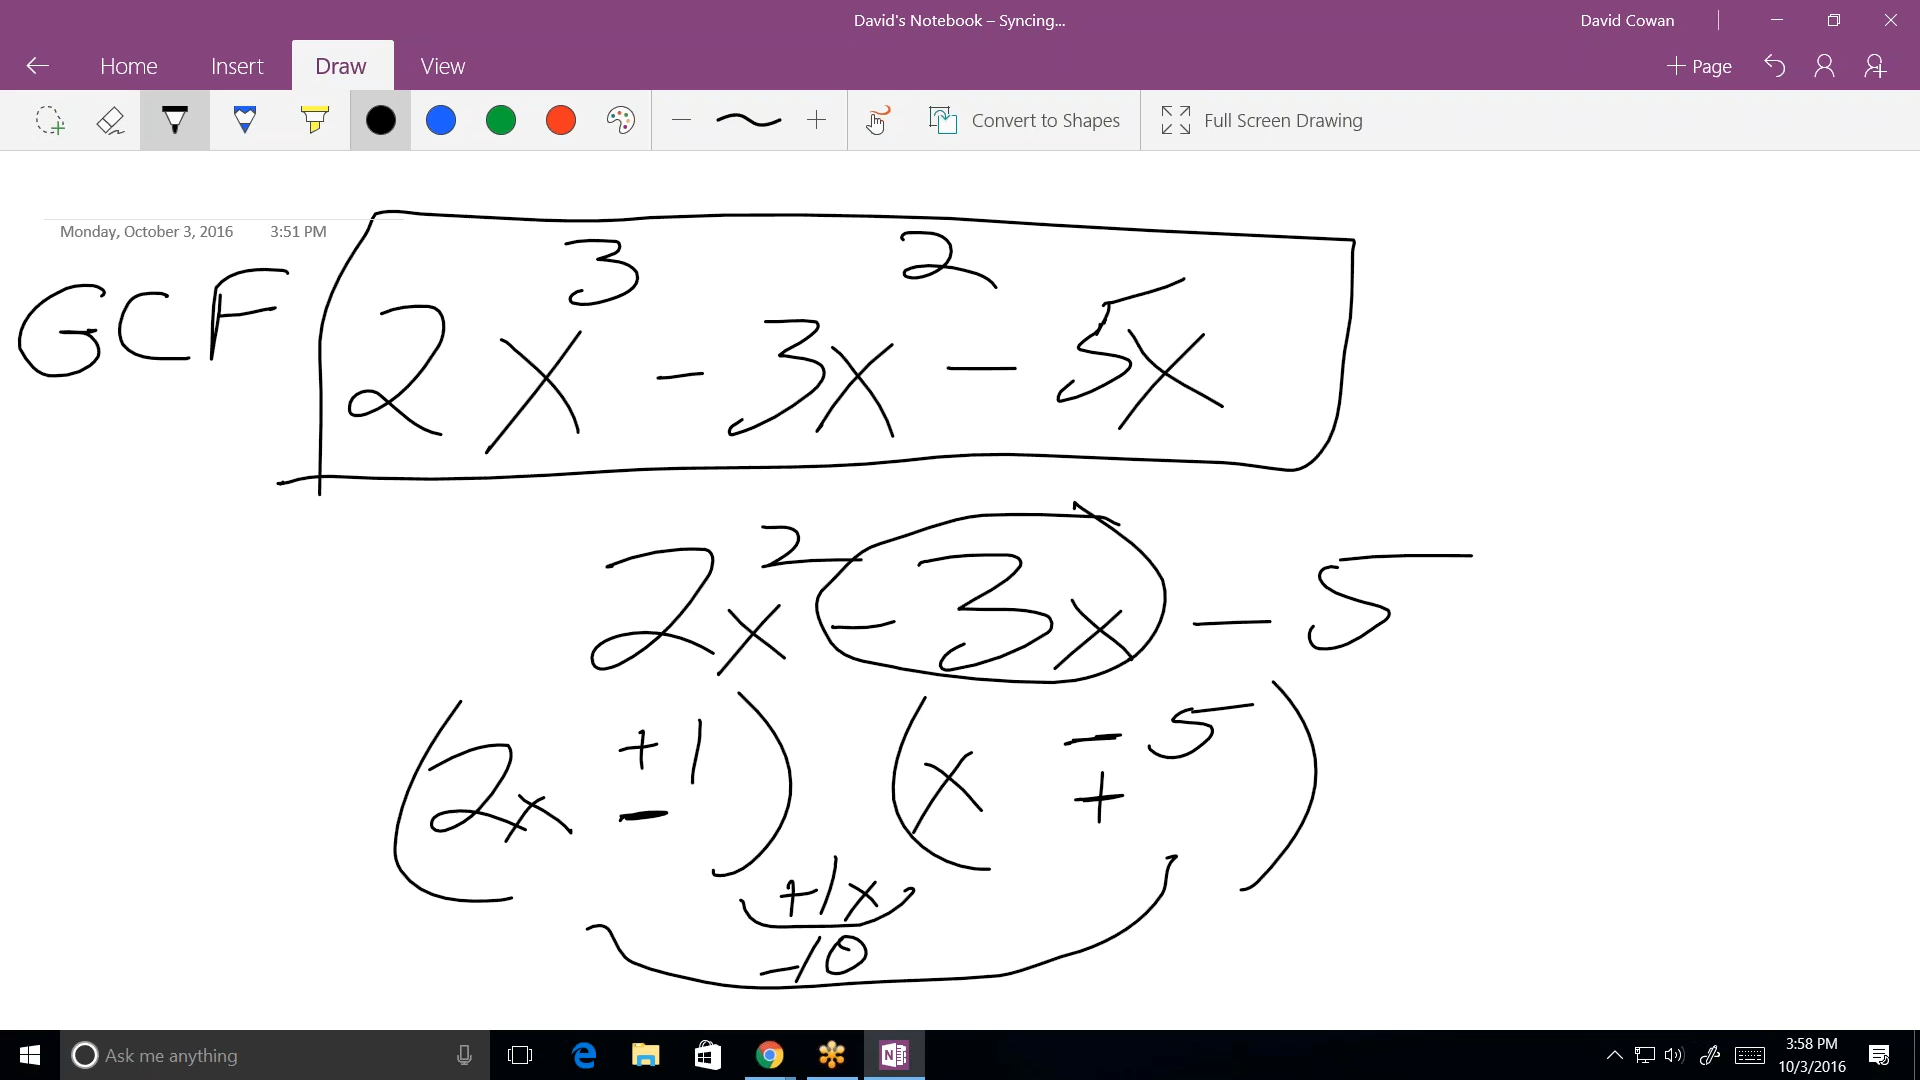 David's Notebook – Syncing...
David Cowan
Home Insert Draw View
Page
Convert to Shapes
Full Screen Drawing
Monday, October 3, 2016 3:51 PM
GCF 2x³ - 3x² - 5x
2x² - 3x - 5
(2x + 1) (x - 5)
- +
+1x
-10
Ask me anything
3:58 PM
10/3/2016